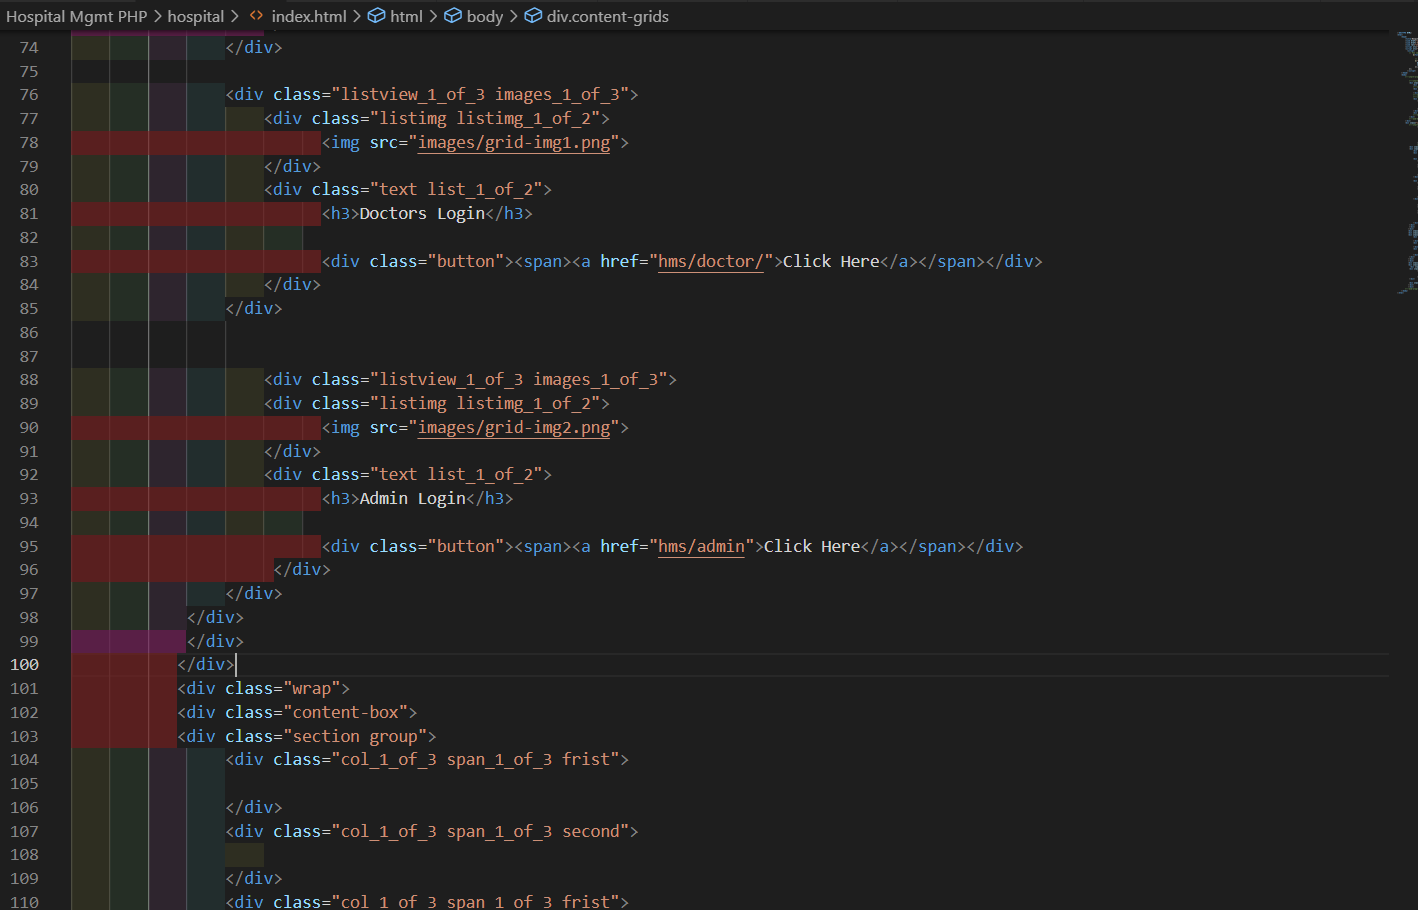 Hospital Mgmt PHP > hospital > <> index.html > html > body > div.content-grids
74 </div>
75
76 <div class="listview_1_of_3 images_1_of_3">
77 <div class="listimg listimg_1_of_2">
78 <img src="images/grid-img1.png">
79 </div>
80 <div class="text list_1_of_2">
81 <h3>Doctors Login</h3>
82
83 <div class="button"><span><a href="hms/doctor/">Click Here</a></span></div>
84 </div>
85 </div>
86
87
88 <div class="listview_1_of_3 images_1_of_3">
89 <div class="listimg listimg_1_of_2">
90 <img src="images/grid-img2.png">
91 </div>
92 <div class="text list_1_of_2">
93 <h3>Admin Login</h3>
94
95 <div class="button"><span><a href="hms/admin">Click Here</a></span></div>
96 </div>
97 </div>
98 </div>
99 </div>
100 </div>
101 <div class="wrap">
102 <div class="content-box">
103 <div class="section group">
104 <div class="col_1_of_3 span_1_of_3 frist">
105
106 </div>
107 <div class="col_1_of_3 span_1_of_3 second">
108
109 </div>
110 <div class="col_1_of_3 span_1_of_3 frist">